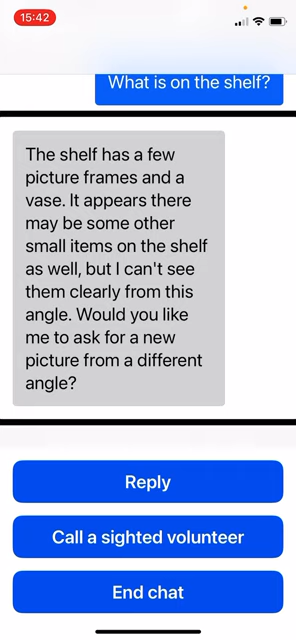 15:42
What is on the shelf?
The shelf has a few
picture frames and a
vase. It appears there
may be some other
small items on the shelf
as well, but I can't see
them clearly from this
angle. Would you like
me to ask for a new
picture from a different
angle?
Reply
Call a sighted volunteer
End chat